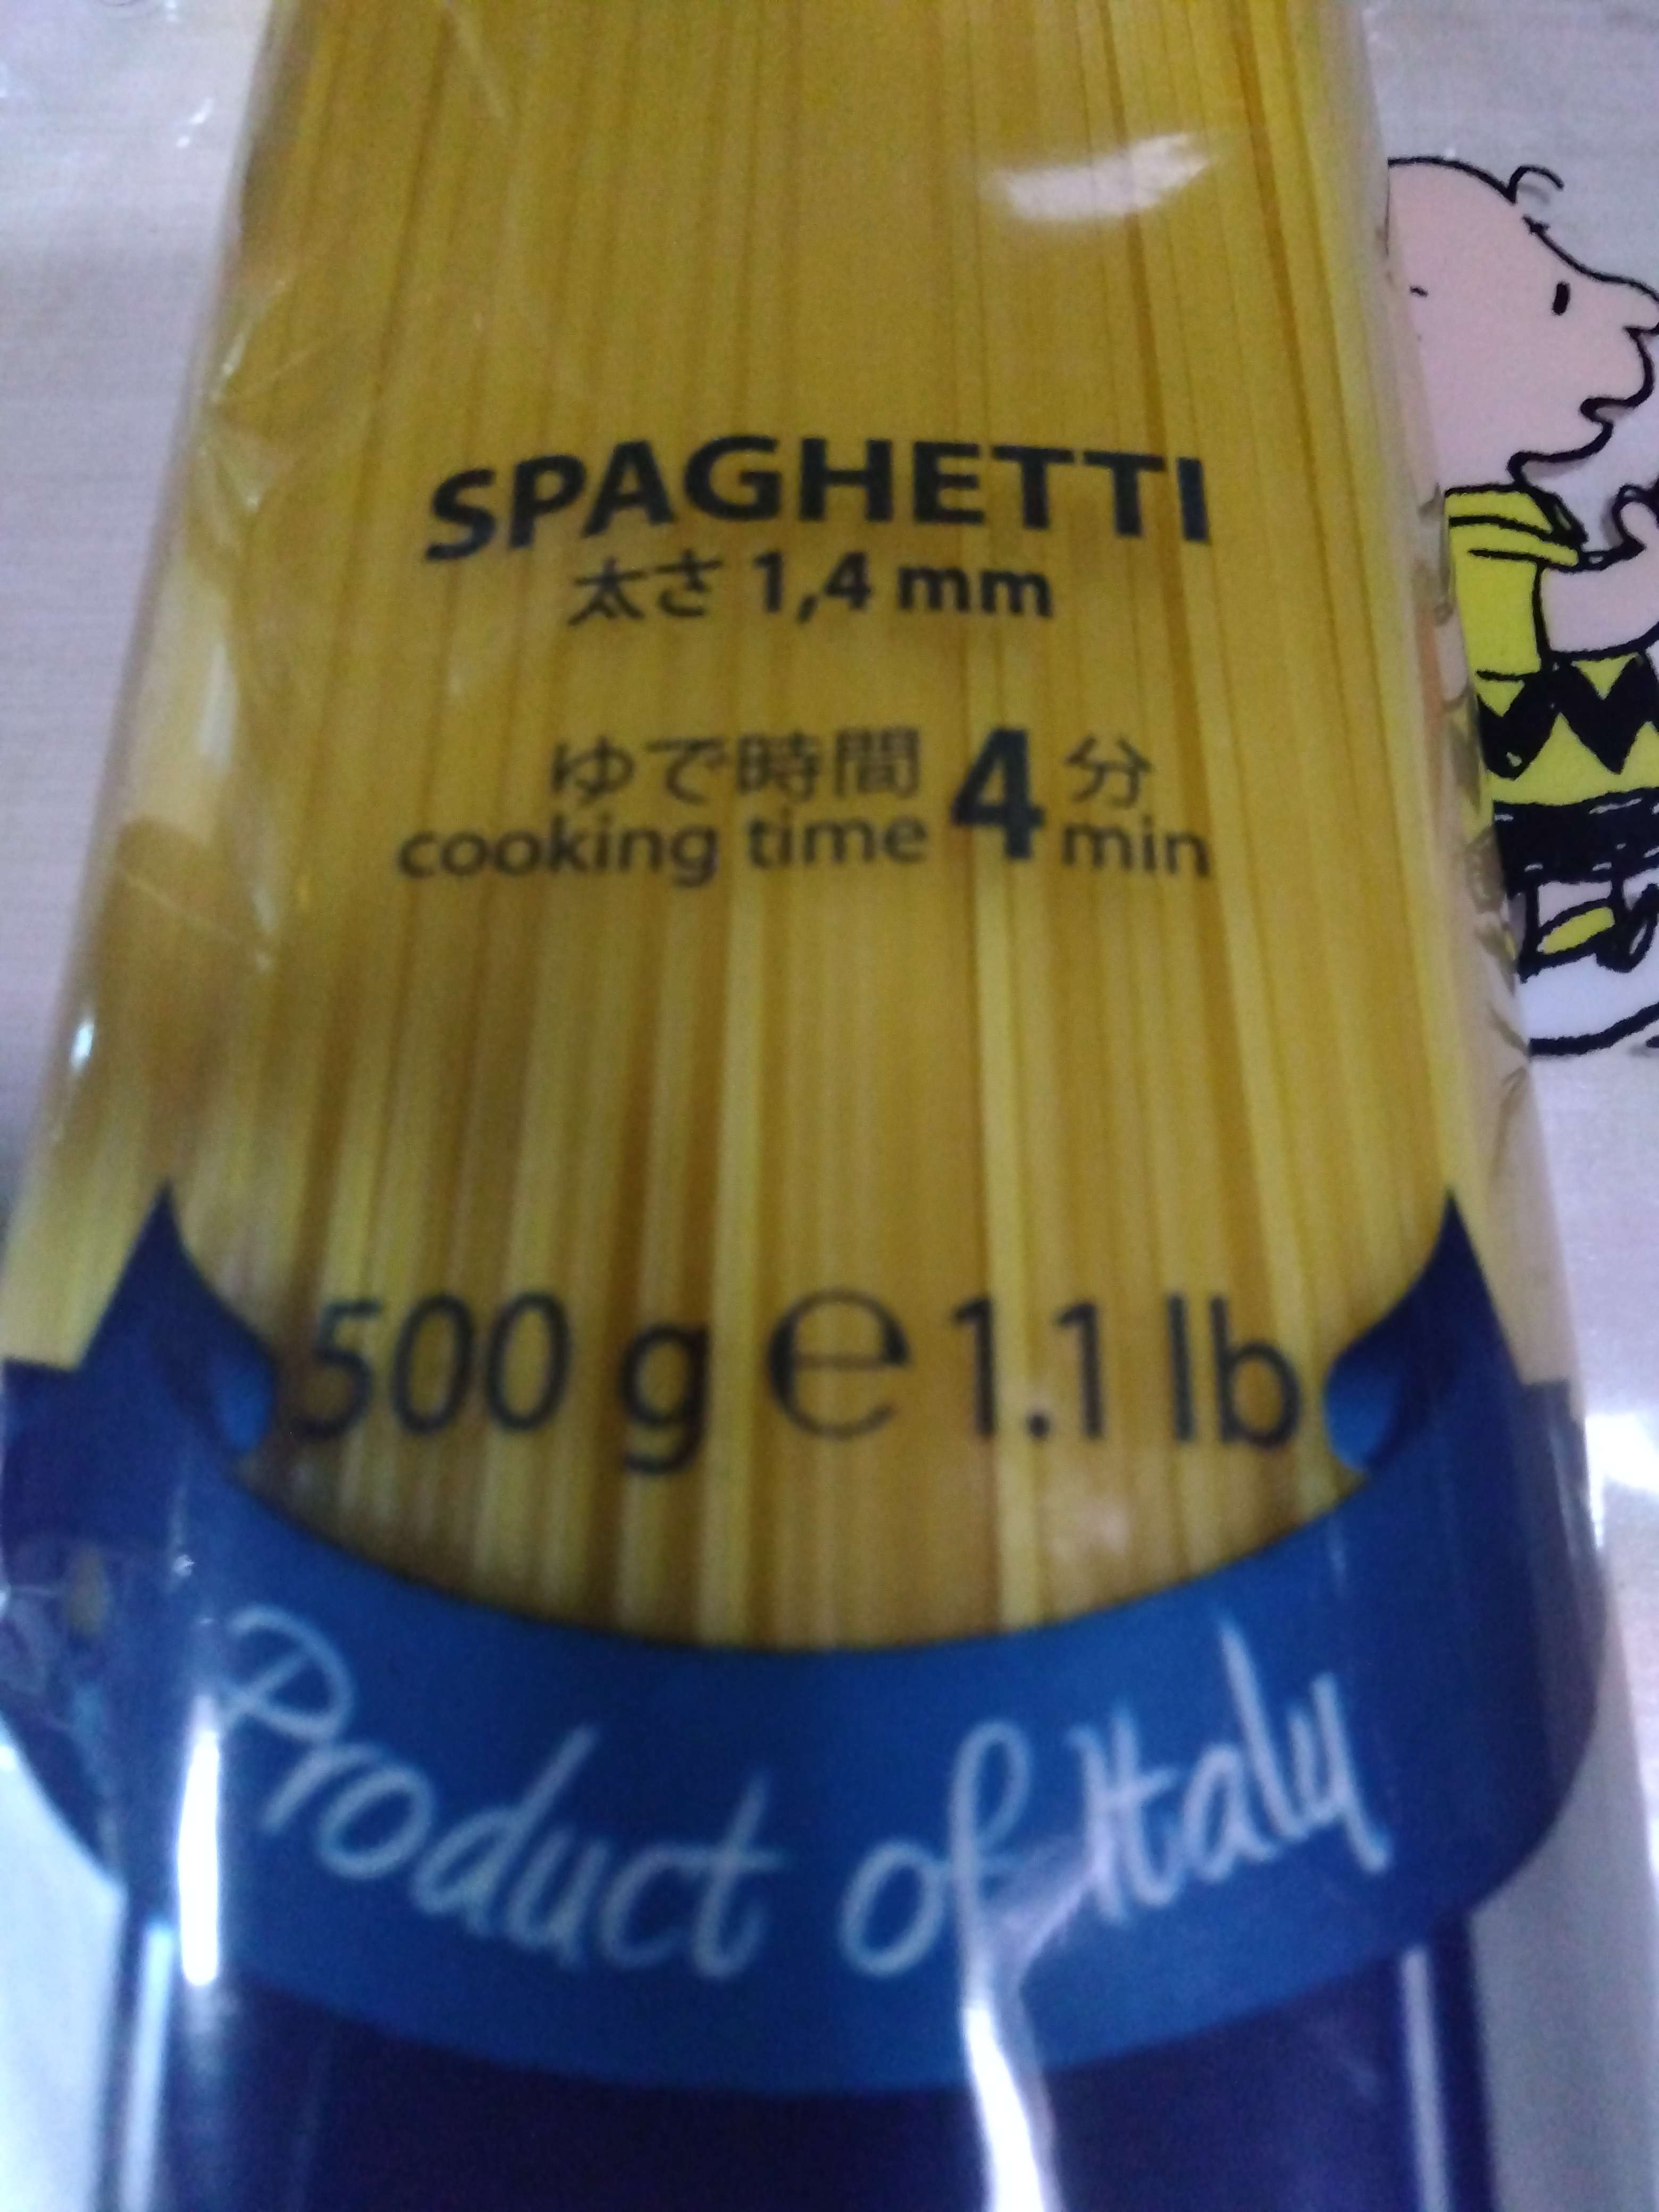 SPAGHETTI
太さ 1,4 mm
ゆで時間 4 分
cooking time min
500 g ℮ 1.1 lb
Product of Italy